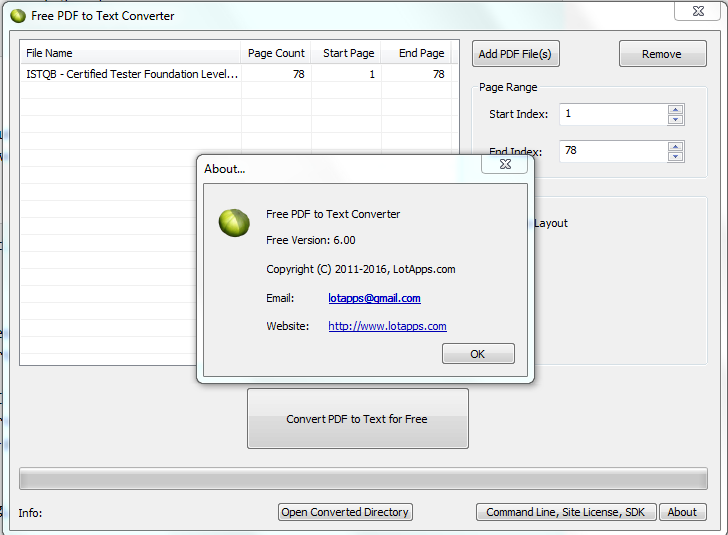 Free PDF to Text Converter
File Name Page Count Start Page End Page
ISTQB - Certified Tester Foundation Level... 78 1 78
Add PDF File(s) Remove
Page Range
Start Index: 1
End Index: 78
Layout
About...
Free PDF to Text Converter
Free Version: 6.00
Copyright (C) 2011-2016, LotApps.com
Email: lotapps@gmail.com
Website: http://www.lotapps.com
OK
Convert PDF to Text for Free
Info: Open Converted Directory Command Line, Site License, SDK About